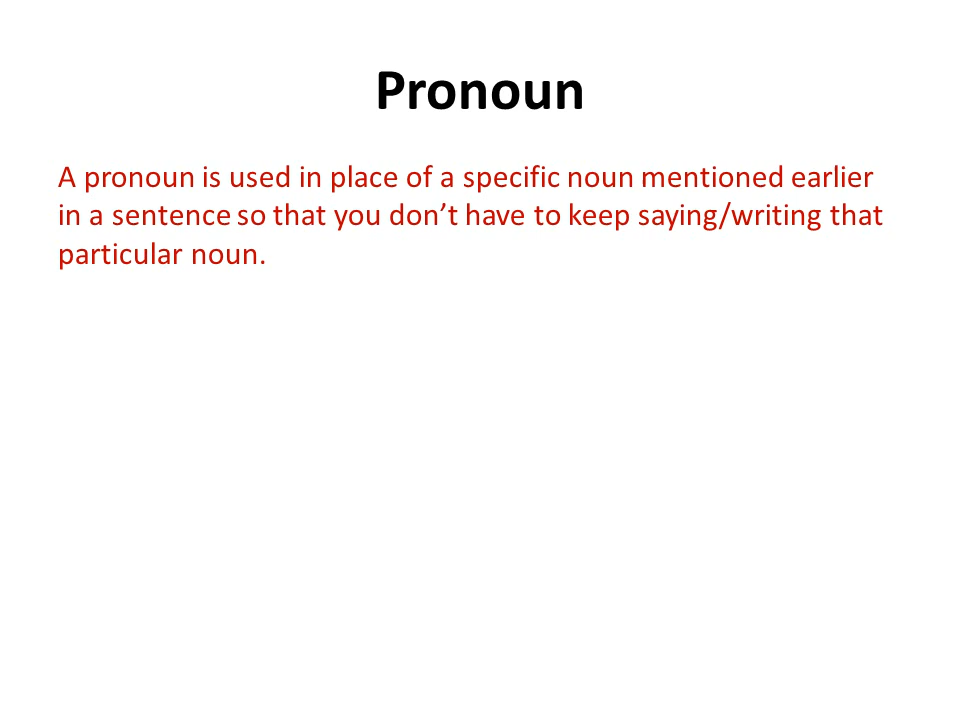 Pronoun
A pronoun is used in place of a specific noun mentioned earlier
in a sentence so that you don’t have to keep saying/writing that
particular noun.